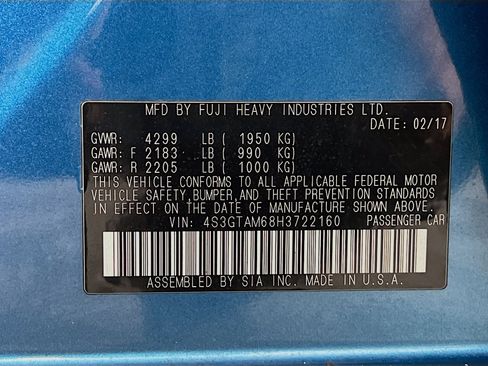 MFD BY FUJI HEAVY INDUSTRIES LTD.
DATE: 02/17
GVWR: 4299 LB ( 1950 KG)
GAWR: F 2183 LB ( 990 KG)
GAWR: R 2205 LB ( 1000 KG)
THIS VEHICLE CONFORMS TO ALL APPLICABLE FEDERAL MOTOR
VEHICLE SAFETY,BUMPER,AND THEFT PREVENTION STANDARDS
IN EFFECT ON THE DATE OF MANUFACTURE SHOWN ABOVE.
VIN: 4S3GTAM68H3722160 PASSENGER CAR
ASSEMBLED BY SIA INC. MADE IN U.S.A.